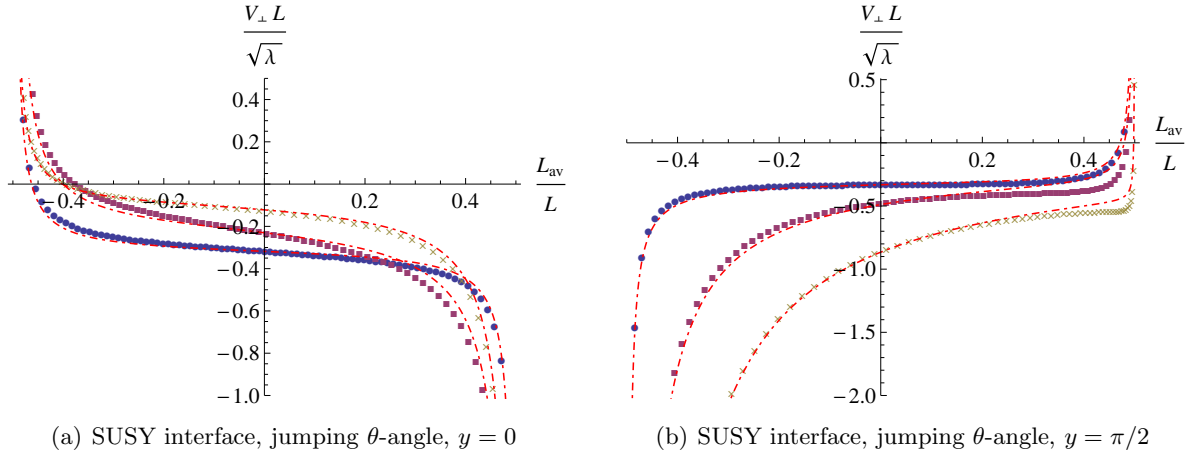 V⊥ L
√λ
0.4
0.2
−0.4 −0.2 0.2 0.4
L_av
L
−0.2
−0.4
−0.6
−0.8
−1.0
(a) SUSY interface, jumping θ-angle, y = 0
V⊥ L
√λ
0.5
L_av
L
−0.4 −0.2 0.2 0.4
−0.5
−1.0
−1.5
−2.0
(b) SUSY interface, jumping θ-angle, y = π/2